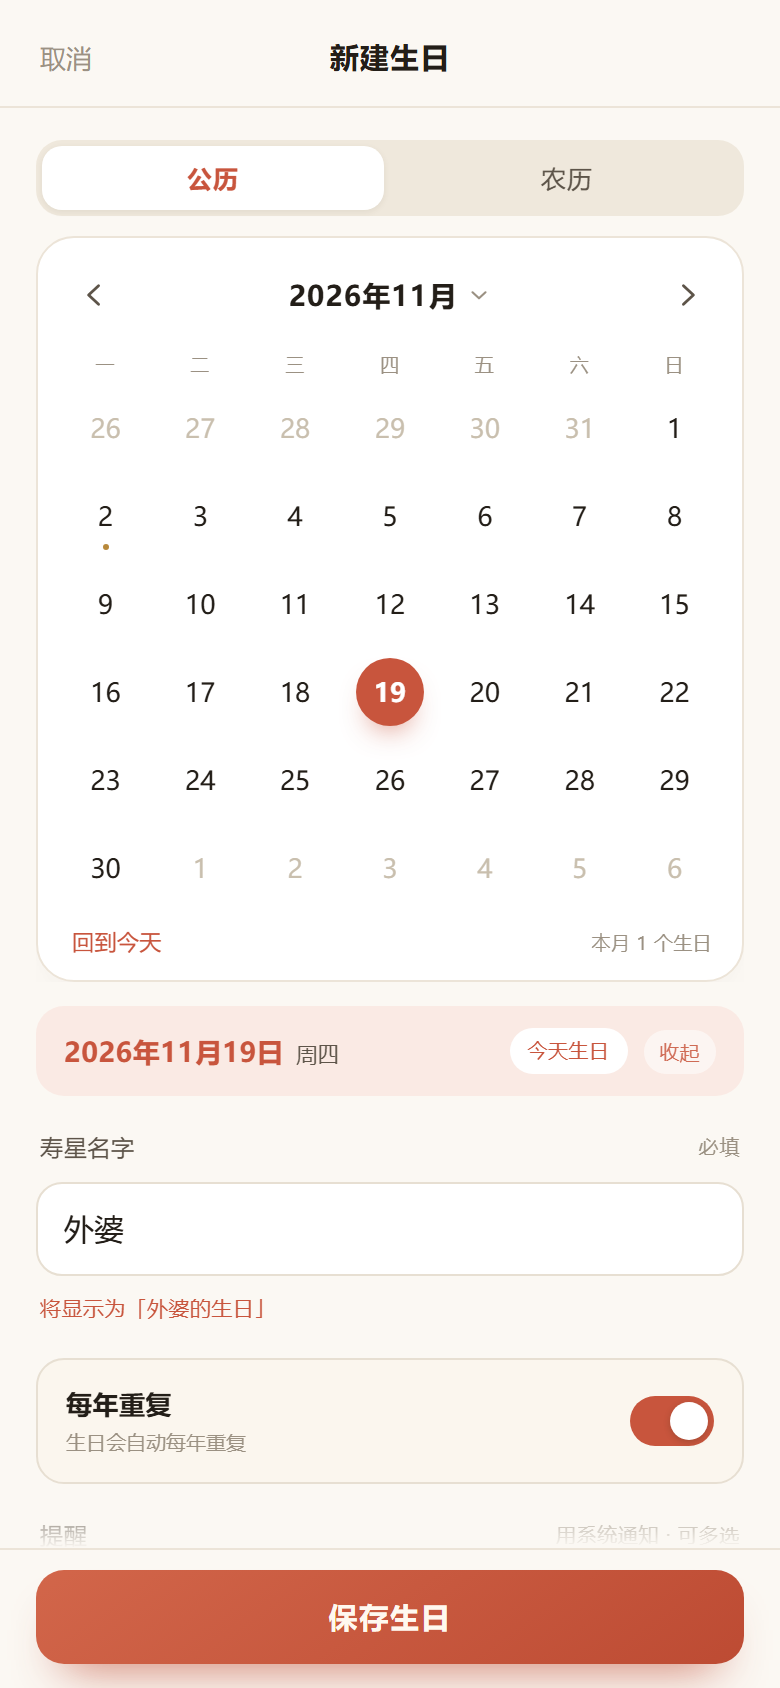 取消 新建生日
公历 农历
2026年11月
一 二 三 四 五 六 日
26 27 28 29 30 31 1
2 3 4 5 6 7 8
9 10 11 12 13 14 15
16 17 18 19 20 21 22
23 24 25 26 27 28 29
30 1 2 3 4 5 6
回到今天 本月 1 个生日
2026年11月19日 周四 今天生日 收起
寿星名字 必填
外婆
将显示为「外婆的生日」
每年重复
生日会自动每年重复
提醒 用系统通知 · 可多选
保存生日